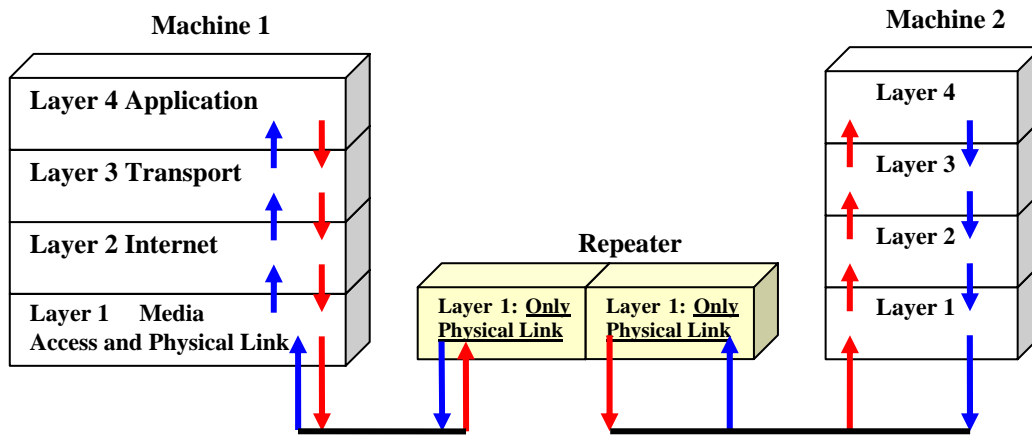 Machine 1
Machine 2
Layer 4 Application
Layer 3 Transport
Layer 2 Internet
Layer 1 Media
Access and Physical Link
Repeater
Layer 1: Only
Physical Link
Layer 1: Only
Physical Link
Layer 4
Layer 3
Layer 2
Layer 1